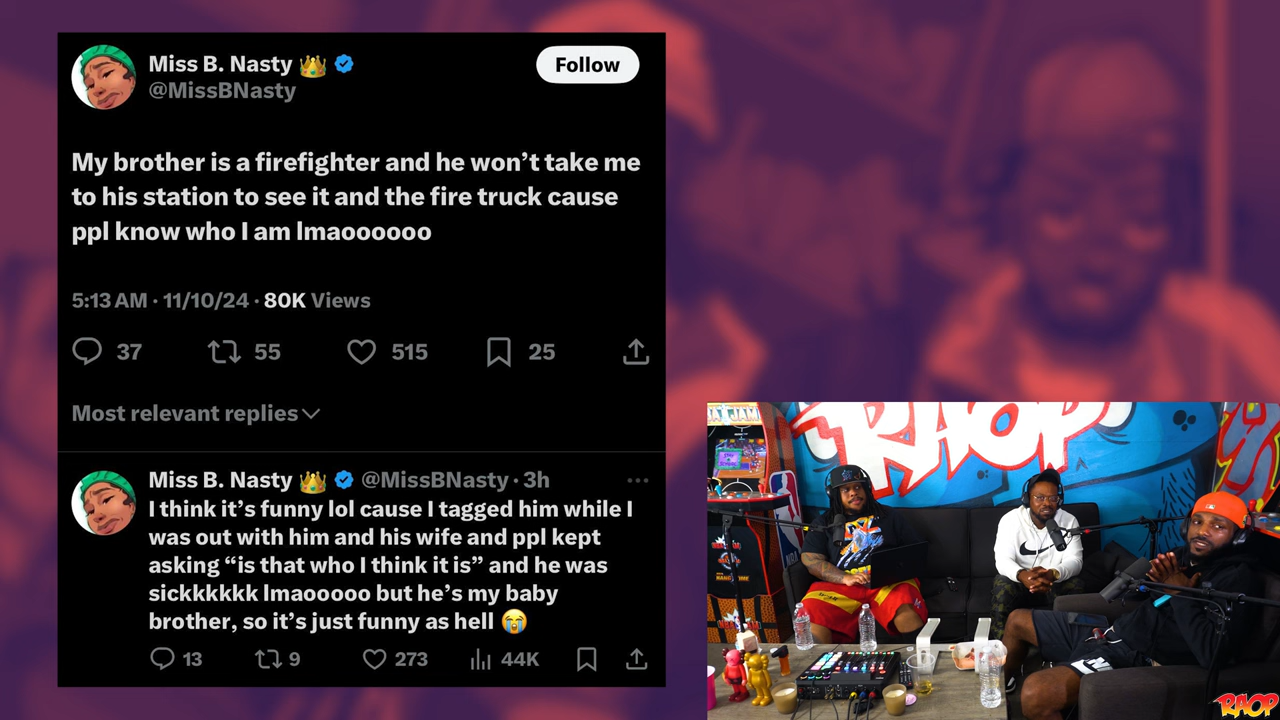 Miss B. Nasty 👑
@MissBNasty
Follow
My brother is a firefighter and he won’t take me
to his station to see it and the fire truck cause
ppl know who I am lmaoooooo
5:13 AM · 11/10/24 · 80K Views
37 55 515 25
Most relevant replies
Miss B. Nasty 👑 @MissBNasty · 3h
I think it’s funny lol cause I tagged him while I
was out with him and his wife and ppl kept
asking “is that who I think it is” and he was
sickkkkkk lmaooooo but he’s my baby
brother, so it’s just funny as hell 😭
13 9 273 44K
RAOP
NBA
RAOP